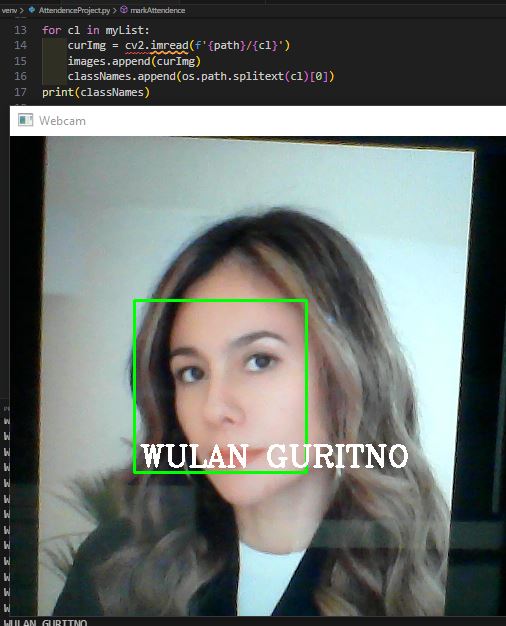 venv > AttendenceProject.py > markAttendence
13 for cl in myList:
14 curImg = cv2.imread(f'{path}/{cl}')
15 images.append(curImg)
16 classNames.append(os.path.splitext(cl)[0])
17 print(classNames)
Webcam
WULAN GURITNO
WULAN GURITNO